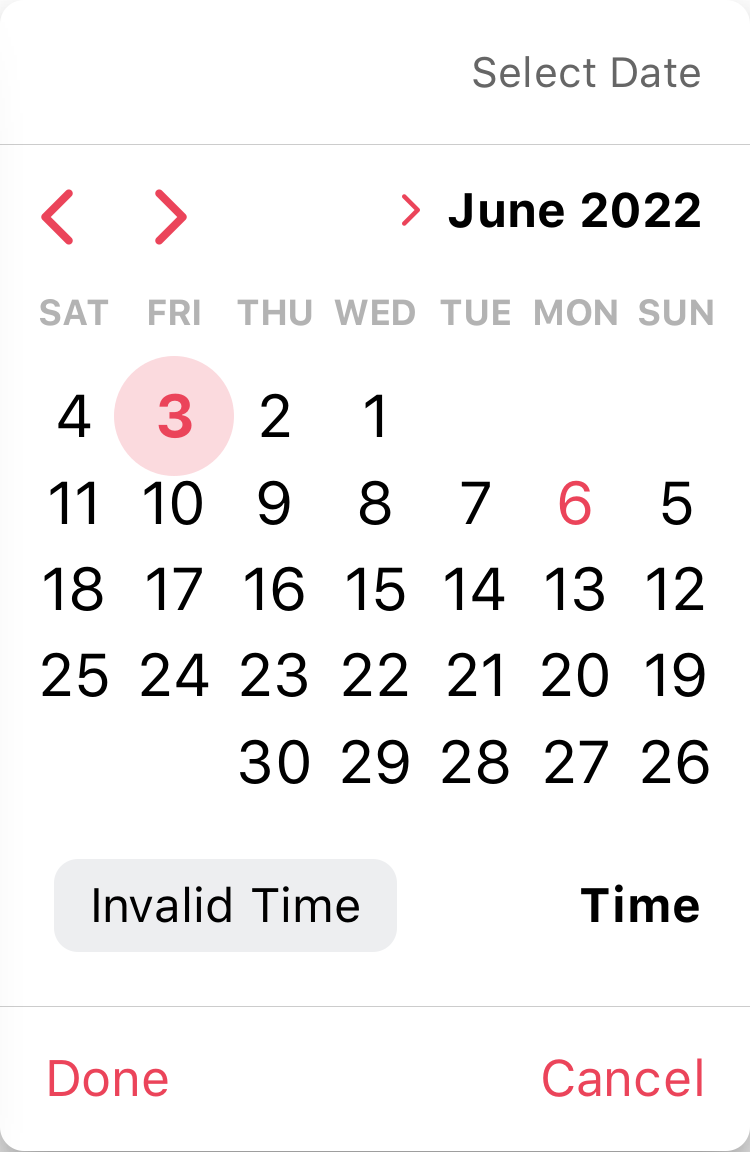 Select Date
June 2022
SAT FRI THU WED TUE MON SUN
4 3 2 1
11 10 9 8 7 6 5
18 17 16 15 14 13 12
25 24 23 22 21 20 19
30 29 28 27 26
Invalid Time Time
Done Cancel